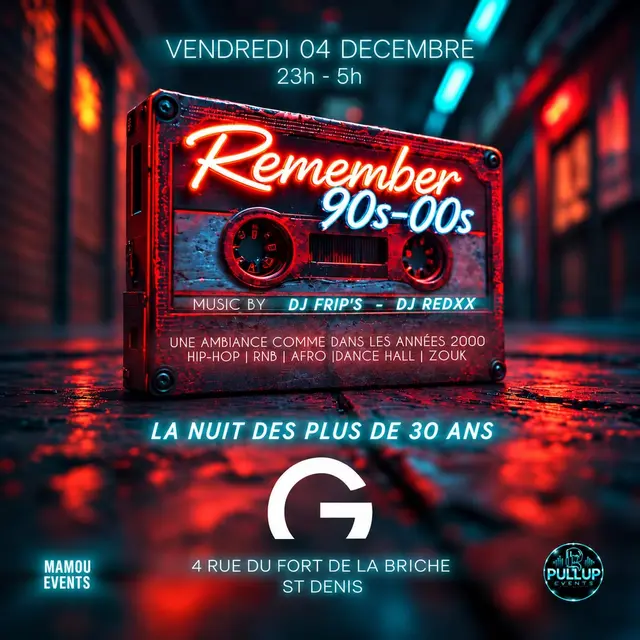 VENDREDI 04 DECEMBRE
23h - 5h
Remember
90s-00s
MUSIC BY DJ FRIP'S - DJ REDXX
UNE AMBIANCE COMME DANS LES ANNÉES 2000
HIP-HOP | RNB | AFRO |DANCE HALL | ZOUK
LA NUIT DES PLUS DE 30 ANS
G
4 RUE DU FORT DE LA BRICHE
ST DENIS
MAMOU
EVENTS
PULLUP
EVENTS